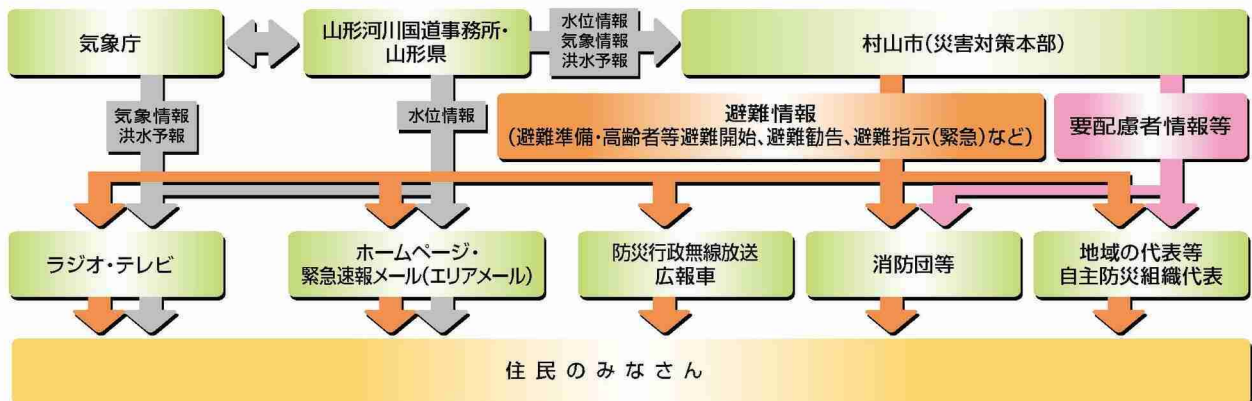 気象庁
山形河川国道事務所・
山形県
水位情報
気象情報
洪水予報
村山市(災害対策本部)
気象情報
洪水予報
水位情報
避難情報
(避難準備・高齢者等避難開始、避難勧告、避難指示(緊急)など)
要配慮者情報等
ラジオ・テレビ
ホームページ・
緊急速報メール(エリアメール)
防災行政無線放送
広報車
消防団等
地域の代表等
自主防災組織代表
住民のみなさん